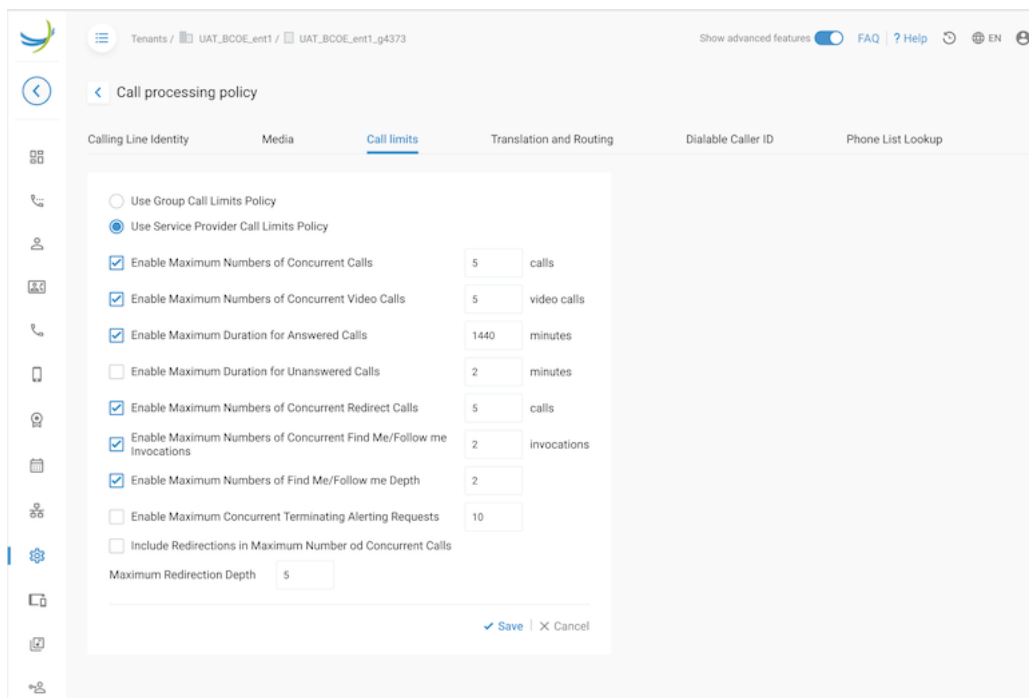 Tenants / UAT_BCOE_ent1 / UAT_BCOE_ent1_g4373
Show advanced features FAQ ? Help EN
Call processing policy
Calling Line Identity Media Call limits Translation and Routing Dialable Caller ID Phone List Lookup
Use Group Call Limits Policy
Use Service Provider Call Limits Policy
Enable Maximum Numbers of Concurrent Calls 5 calls
Enable Maximum Numbers of Concurrent Video Calls 5 video calls
Enable Maximum Duration for Answered Calls 1440 minutes
Enable Maximum Duration for Unanswered Calls 2 minutes
Enable Maximum Numbers of Concurrent Redirect Calls 5 calls
Enable Maximum Numbers of Concurrent Find Me/Follow me
Invocations 2 invocations
Enable Maximum Numbers of Find Me/Follow me Depth 2
Enable Maximum Concurrent Terminating Alerting Requests 10
Include Redirections in Maximum Number od Concurrent Calls
Maximum Redirection Depth 5
Save Cancel